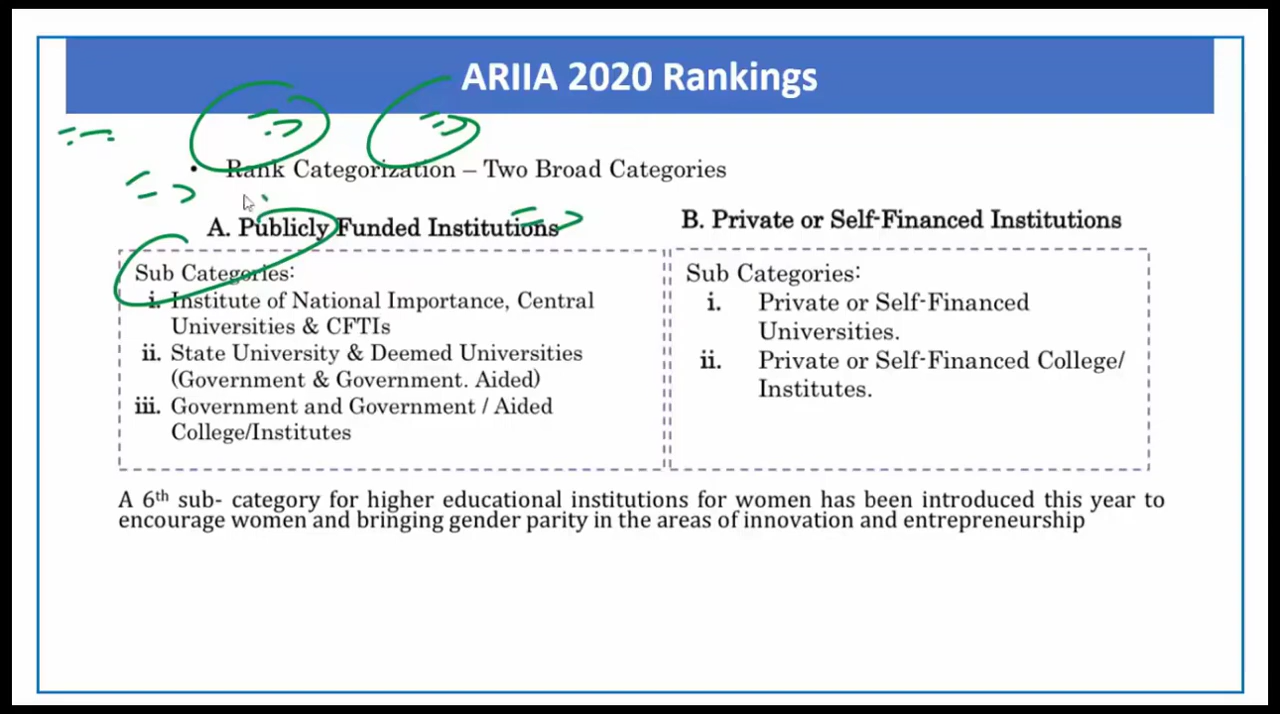 ARIIA 2020 Rankings
• Rank Categorization – Two Broad Categories
A. Publicly Funded Institutions
Sub Categories:
i. Institute of National Importance, Central
Universities & CFTIs
ii. State University & Deemed Universities
(Government & Government. Aided)
iii. Government and Government / Aided
College/Institutes
B. Private or Self-Financed Institutions
Sub Categories:
i. Private or Self-Financed
Universities.
ii. Private or Self-Financed College/
Institutes.
A 6th sub- category for higher educational institutions for women has been introduced this year to
encourage women and bringing gender parity in the areas of innovation and entrepreneurship